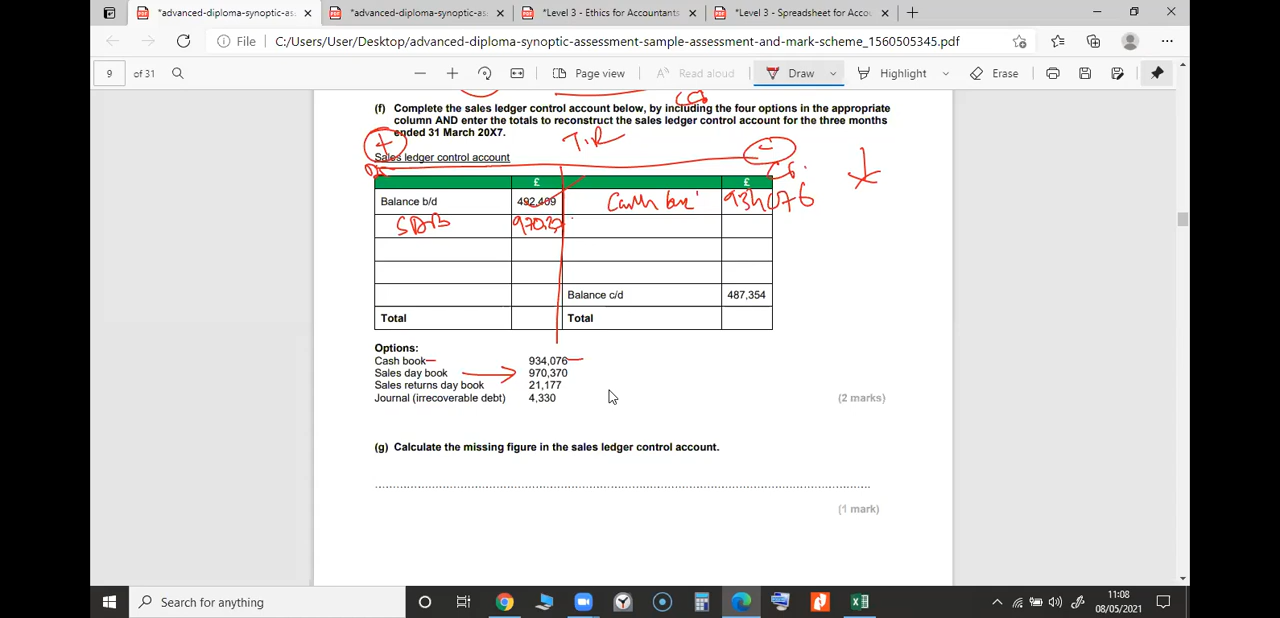 *advanced-diploma-synoptic-as: *advanced-diploma-synoptic-ass *Level 3 - Ethics for Accountants *Level 3 - Spreadsheet for Accou
File C:/Users/User/Desktop/advanced-diploma-synoptic-assessment-sample-assessment-and-mark-scheme_1560505345.pdf
9 of 31 Page view Read aloud Draw Highlight Erase
(f) Complete the sales ledger control account below, by including the four options in the appropriate
column AND enter the totals to reconstruct the sales ledger control account for the three months
ended 31 March 20X7.
T.R
+ -
Sales ledger control account
Dr Cr.
£ £
Balance b/d 492,409 Cash book 934,076
SDB 970,37
Balance c/d 487,354
Total Total
Options:
Cash book 934,076
Sales day book 970,370
Sales returns day book 21,177
Journal (irrecoverable debt) 4,330
(2 marks)
(g) Calculate the missing figure in the sales ledger control account.
(1 mark)
Search for anything
11:08
08/05/2021